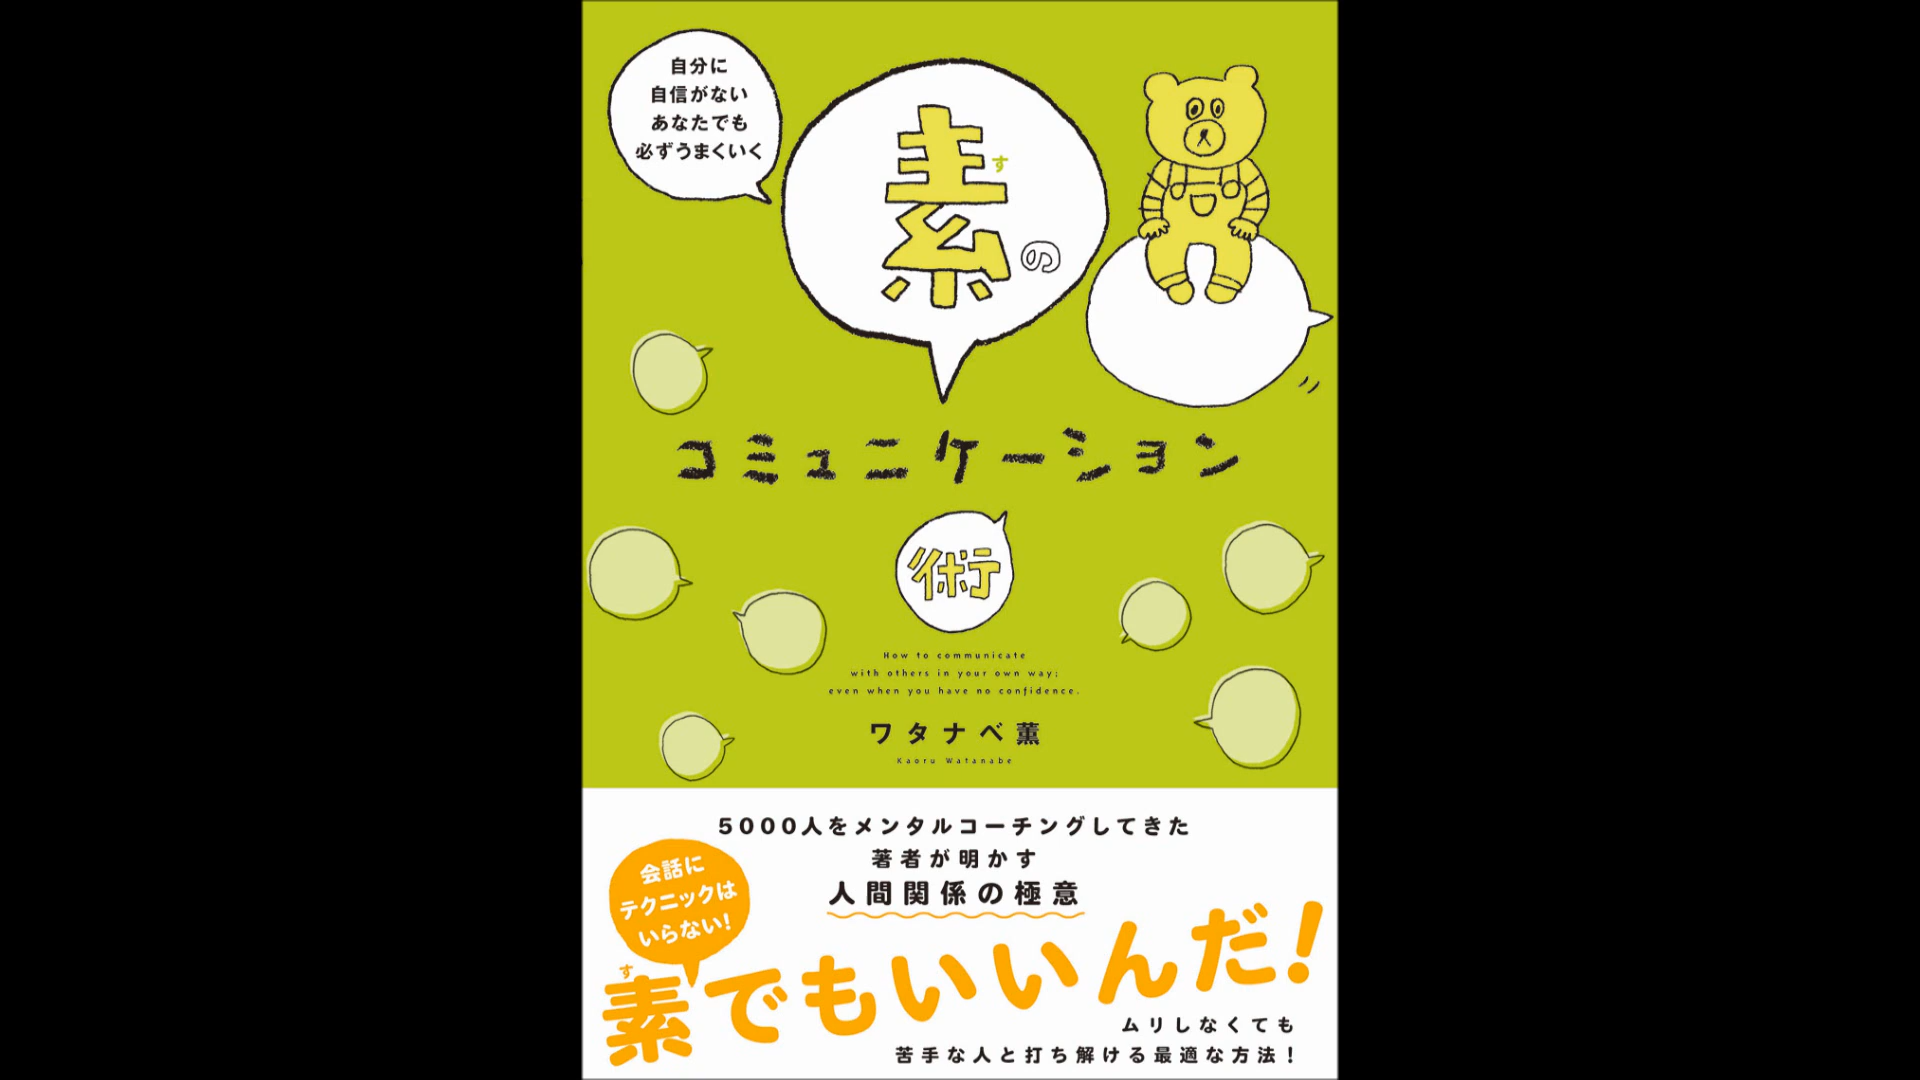 自分に
自信がない
あなたでも
必ずうまくいく
素の
す
コミュニケーション
術
How to communicate
with others in your own way;
even when you have no confidence.
ワタナベ薫
Kaoru Watanabe
5000人をメンタルコーチングしてきた
著者が明かす
人間関係の極意
会話に
テクニックは
いらない!
す
素でもいいんだ!
ムリしなくても
苦手な人と打ち解ける最適な方法!